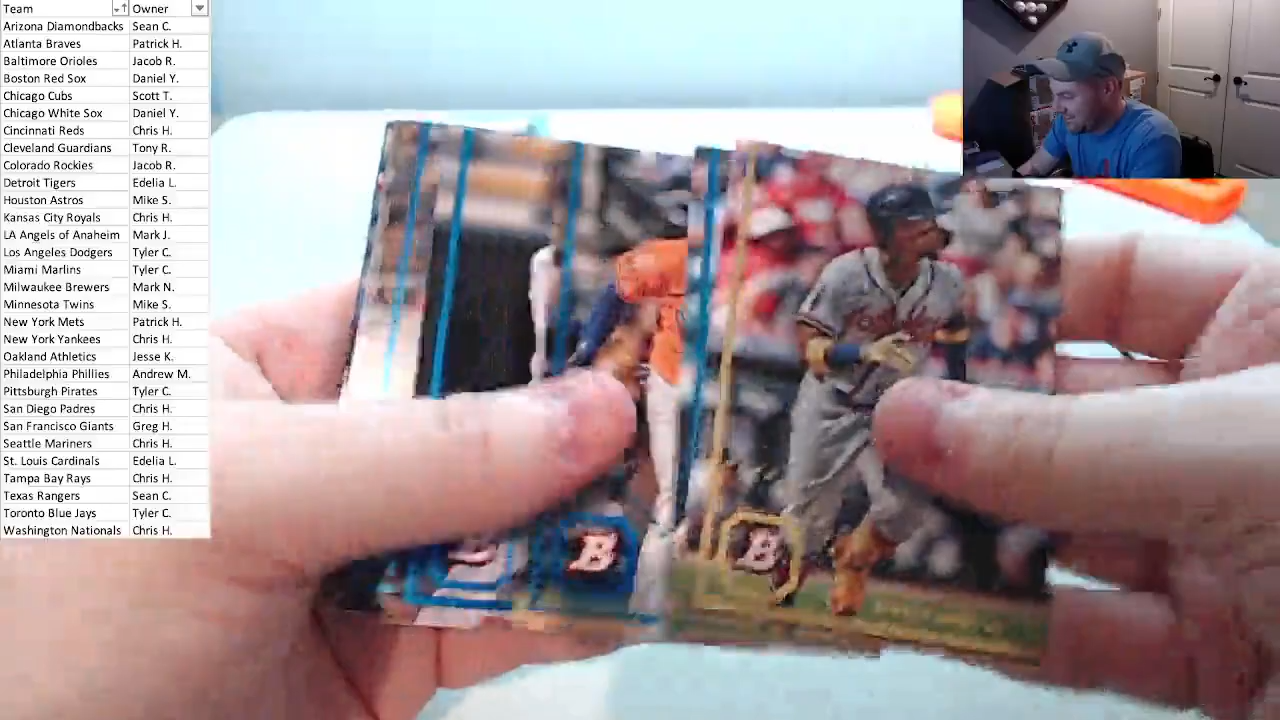 Team Owner
Arizona Diamondbacks Sean C.
Atlanta Braves Patrick H.
Baltimore Orioles Jacob R.
Boston Red Sox Daniel Y.
Chicago Cubs Scott T.
Chicago White Sox Daniel Y.
Cincinnati Reds Chris H.
Cleveland Guardians Tony R.
Colorado Rockies Jacob R.
Detroit Tigers Edelia L.
Houston Astros Mike S.
Kansas City Royals Chris H.
LA Angels of Anaheim Mark J.
Los Angeles Dodgers Tyler C.
Miami Marlins Tyler C.
Milwaukee Brewers Mark N.
Minnesota Twins Mike S.
New York Mets Patrick H.
New York Yankees Chris H.
Oakland Athletics Jesse K.
Philadelphia Phillies Andrew M.
Pittsburgh Pirates Tyler C.
San Diego Padres Chris H.
San Francisco Giants Greg H.
Seattle Mariners Chris H.
St. Louis Cardinals Edelia L.
Tampa Bay Rays Chris H.
Texas Rangers Sean C.
Toronto Blue Jays Tyler C.
Washington Nationals Chris H.
B B